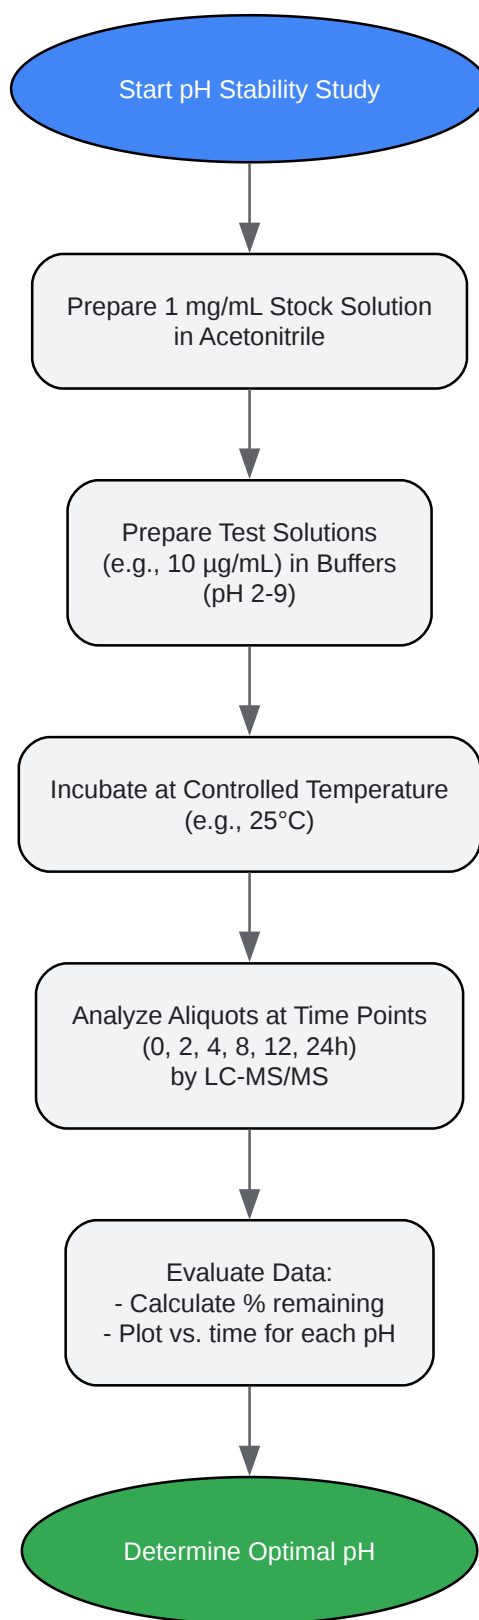 Start pH Stability Study
Prepare 1 mg/mL Stock Solution
in Acetonitrile
Prepare Test Solutions
(e.g., 10 µg/mL) in Buffers
(pH 2-9)
Incubate at Controlled Temperature
(e.g., 25°C)
Analyze Aliquots at Time Points
(0, 2, 4, 8, 12, 24h)
by LC-MS/MS
Evaluate Data:
- Calculate % remaining
- Plot vs. time for each pH
Determine Optimal pH